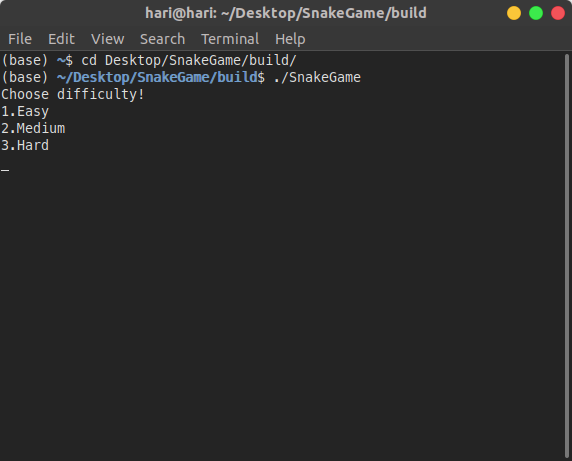 hari@hari: ~/Desktop/SnakeGame/build
File Edit View Search Terminal Help
(base) ~$ cd Desktop/SnakeGame/build/
(base) ~/Desktop/SnakeGame/build$ ./SnakeGame
Choose difficulty!
1.Easy
2.Medium
3.Hard
_